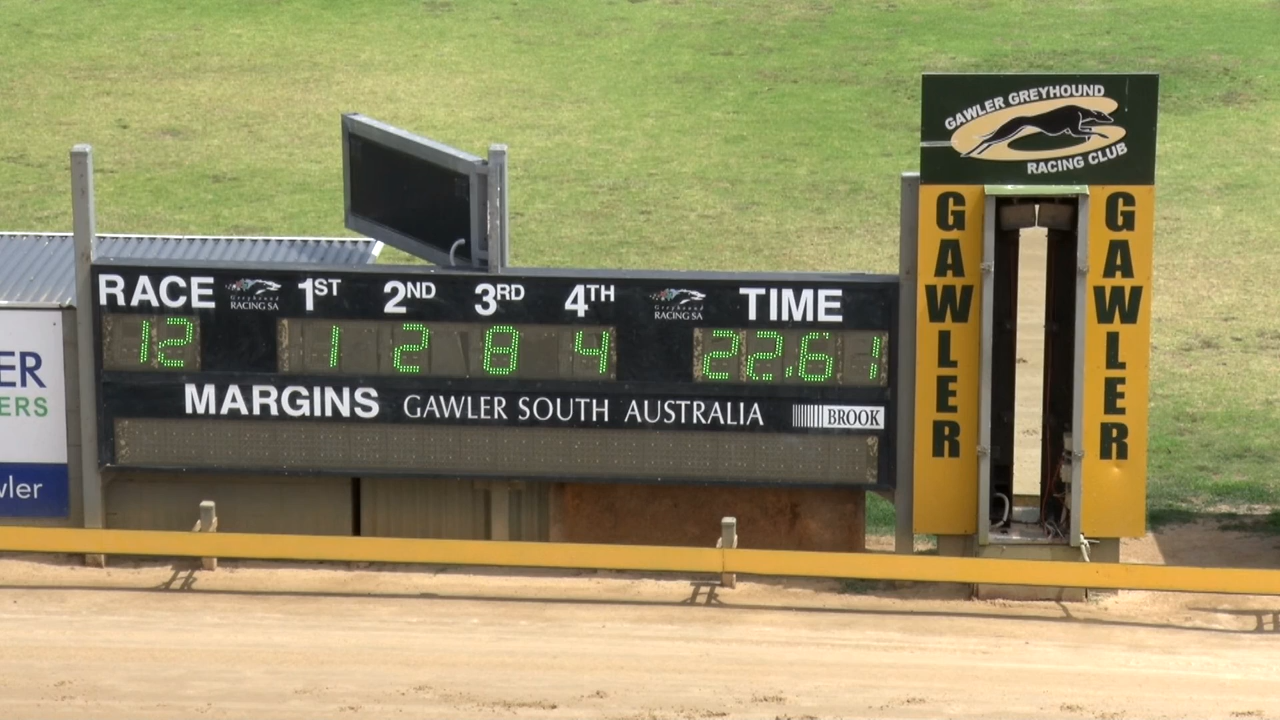 GAWLER GREYHOUND
RACING CLUB
RACE
Greyhound
RACING SA
1ST
2ND
3RD
4TH
Greyhound
RACING SA
TIME
12
1
2
8
4
22.61
MARGINS
GAWLER SOUTH AUSTRALIA
BROOK
GAWLER
GAWLER
ER
ERS
wler